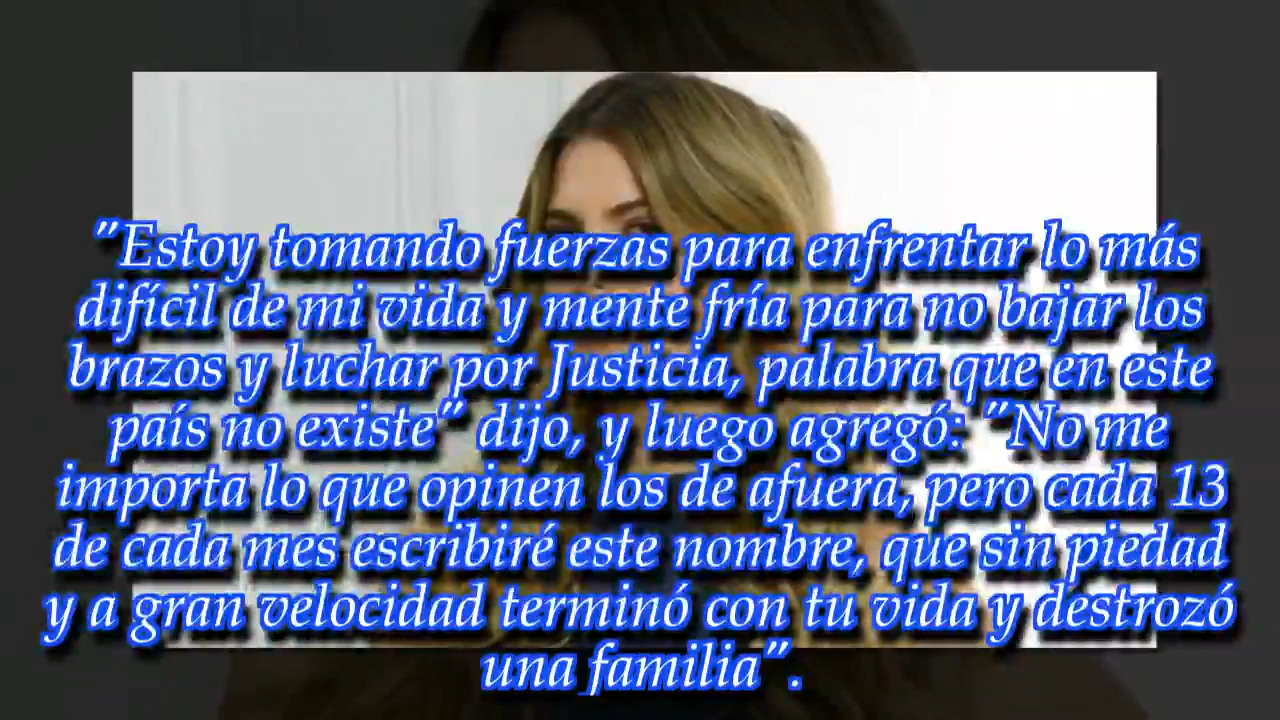 "Estoy tomando fuerzas para enfrentar lo más
difícil de mi vida y mente fría para no bajar los
brazos y luchar por Justicia, palabra que en este
país no existe" dijo, y luego agregó: "No me
importa lo que opinen los de afuera, pero cada 13
de cada mes escribiré este nombre, que sin piedad
y a gran velocidad terminó con tu vida y destrozó
una familia".